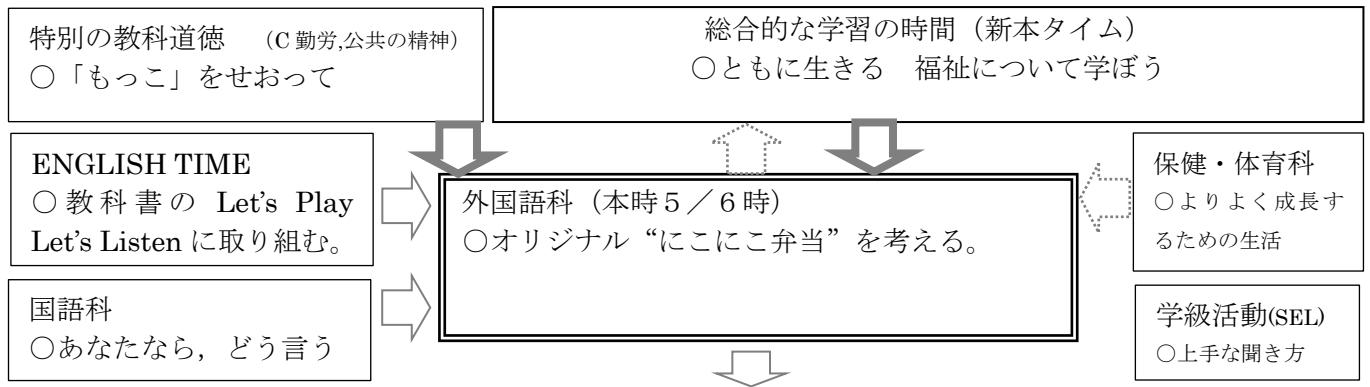 特別の教科道徳 （C 勤労,公共の精神）
○「もっこ」をせおって
総合的な学習の時間（新本タイム）
○ともに生きる　福祉について学ぼう
ENGLISH TIME
○教科書の Let's Play
Let's Listen に取り組む。
外国語科（本時５／６時）
○オリジナル“にこにこ弁当”を考える。
保健・体育科
○よりよく成長す
るための生活
国語科
○あなたなら，どう言う
学級活動(SEL)
○上手な聞き方